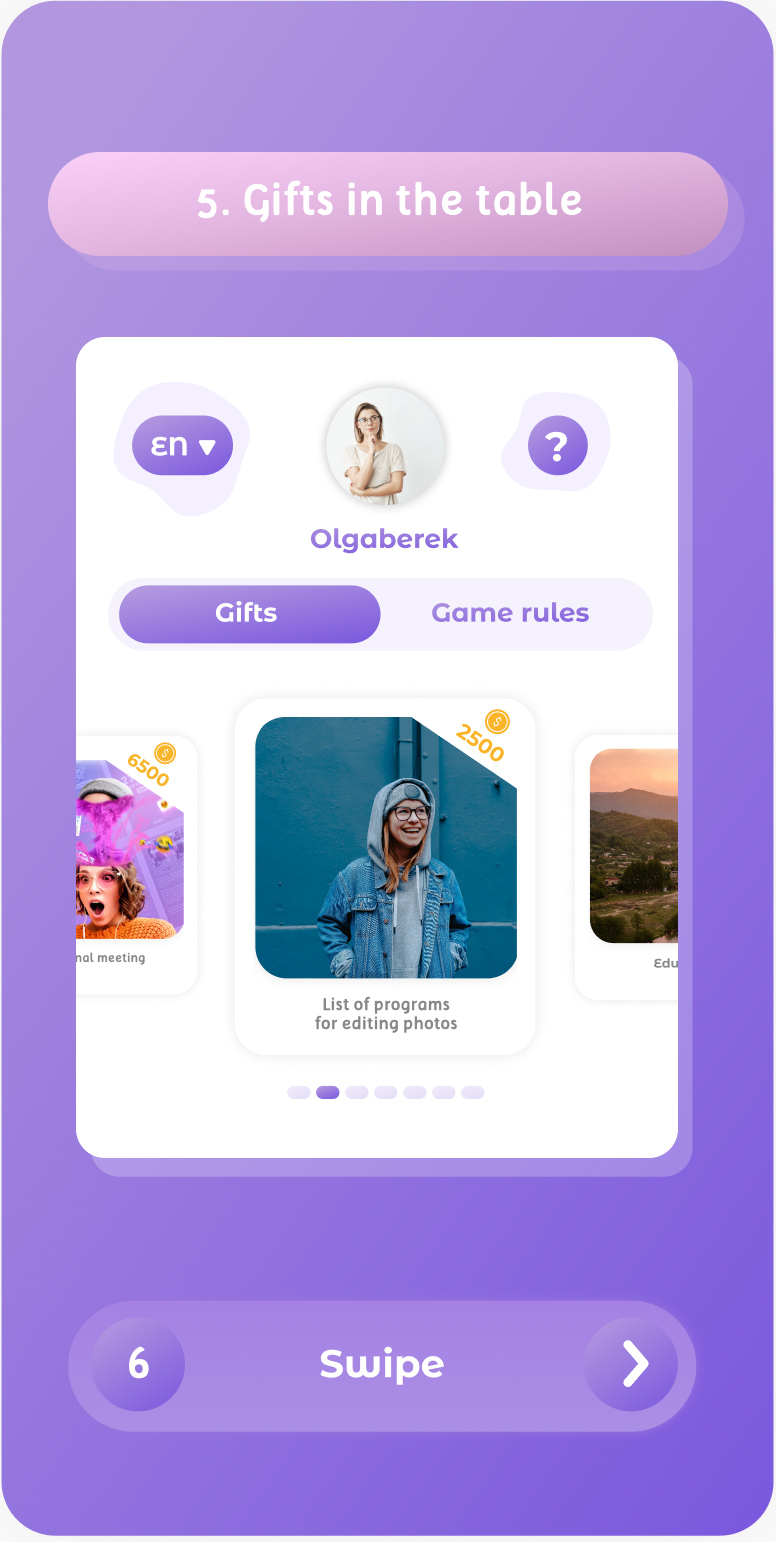 5. Gifts in the table
En
?
Olgaberek
Gifts
Game rules
6500
2500
nal meeting
List of programs
for editing photos
Edu
6
Swipe